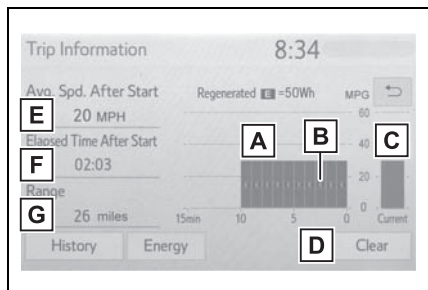 Trip Information 8:34
Avg. Spd. After Start Regenerated E =50Wh MPG
E 20 MPH 60
Elapsed Time After Start A B 40 C
F 02:03 20
Range 0
G 26 miles 15min 10 5 0 Current
History Energy D Clear